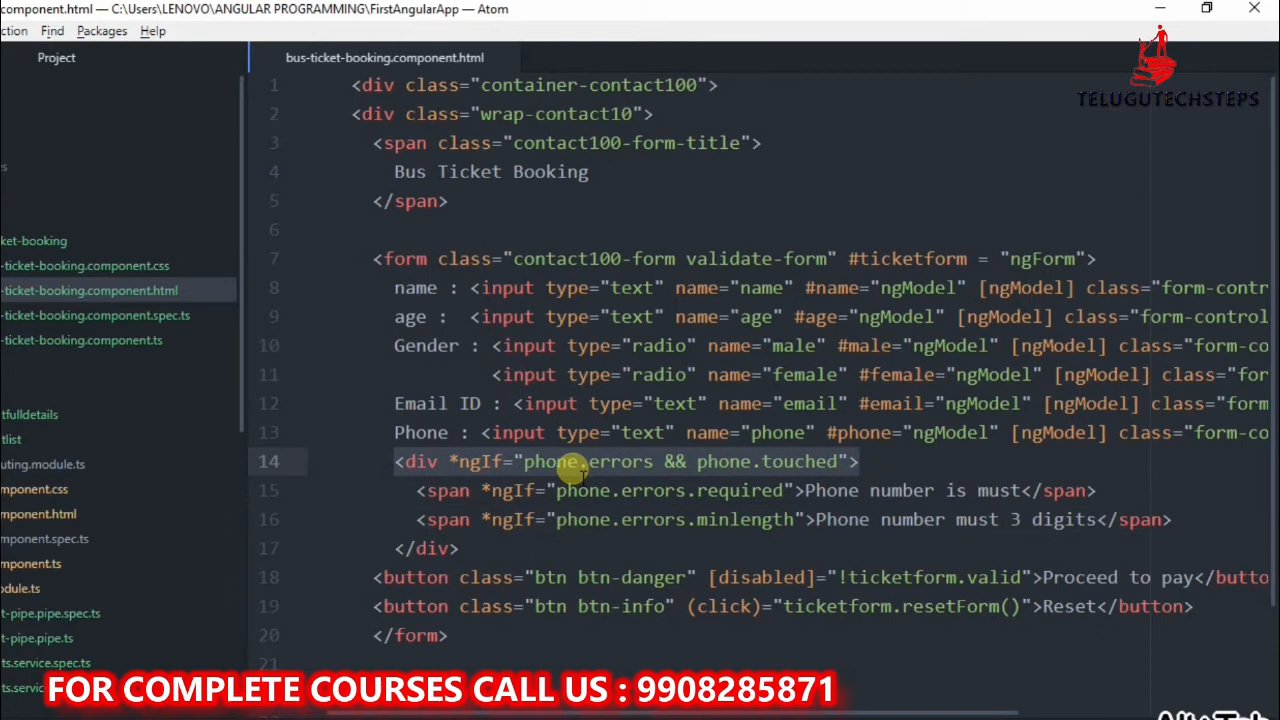 component.html — C:\Users\LENOVO\ANGULAR PROGRAMMING\FirstAngularApp — Atom
ction Find Packages Help
Project
bus-ticket-booking.component.html
TELUGUTECHSTEPS
es
ket-booking
-ticket-booking.component.css
-ticket-booking.component.html
-ticket-booking.component.spec.ts
-ticket-booking.component.ts
tfulldetails
tlist
uting.module.ts
omponent.css
mponent.html
omponent.spec.ts
omponent.ts
odule.ts
t-pipe.pipe.spec.ts
t-pipe.pipe.ts
ts.service.spec.ts
ts.servic
1 <div class="container-contact100">
2 <div class="wrap-contact10">
3 <span class="contact100-form-title">
4 Bus Ticket Booking
5 </span>
6
7 <form class="contact100-form validate-form" #ticketform = "ngForm">
8 name : <input type="text" name="name" #name="ngModel" [ngModel] class="form-contr
9 age : <input type="text" name="age" #age="ngModel" [ngModel] class="form-control
10 Gender : <input type="radio" name="male" #male="ngModel" [ngModel] class="form-co
11 <input type="radio" name="female" #female="ngModel" [ngModel] class="for
12 Email ID : <input type="text" name="email" #email="ngModel" [ngModel] class="form
13 Phone : <input type="text" name="phone" #phone="ngModel" [ngModel] class="form-co
14 <div *ngIf="phone.errors && phone.touched">
15 <span *ngIf="phone.errors.required">Phone number is must</span>
16 <span *ngIf="phone.errors.minlength">Phone number must 3 digits</span>
17 </div>
18 <button class="btn btn-danger" [disabled]="!ticketform.valid">Proceed to pay</butto
19 <button class="btn btn-info" (click)="ticketform.resetForm()">Reset</button>
20 </form>
21
FOR COMPLETE COURSES CALL US : 9908285871